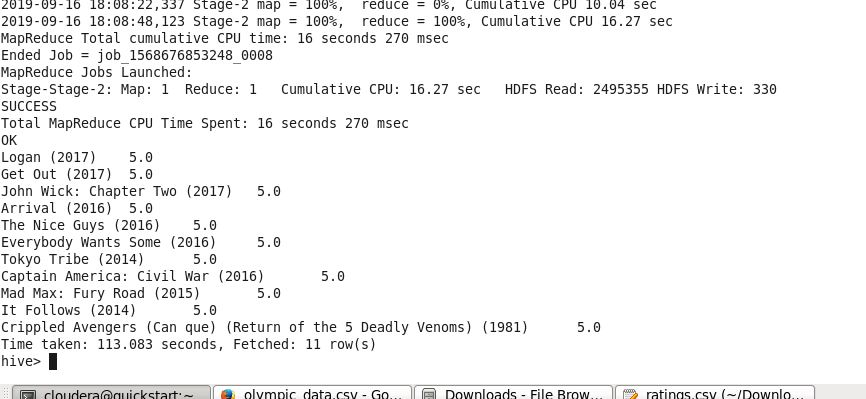 2019-09-16 18:08:22,337 Stage-2 map = 100%,  reduce = 0%, Cumulative CPU 10.04 sec
2019-09-16 18:08:48,123 Stage-2 map = 100%,  reduce = 100%, Cumulative CPU 16.27 sec
MapReduce Total cumulative CPU time: 16 seconds 270 msec
Ended Job = job_1568676853248_0008
MapReduce Jobs Launched:
Stage-Stage-2: Map: 1  Reduce: 1   Cumulative CPU: 16.27 sec   HDFS Read: 2495355 HDFS Write: 330
SUCCESS
Total MapReduce CPU Time Spent: 16 seconds 270 msec
OK
Logan (2017)    5.0
Get Out (2017)  5.0
John Wick: Chapter Two (2017)   5.0
Arrival (2016)  5.0
The Nice Guys (2016)    5.0
Everybody Wants Some (2016)     5.0
Tokyo Tribe (2014)      5.0
Captain America: Civil War (2016)       5.0
Mad Max: Fury Road (2015)       5.0
It Follows (2014)       5.0
Crippled Avengers (Can que) (Return of the 5 Deadly Venoms) (1981)      5.0
Time taken: 113.083 seconds, Fetched: 11 row(s)
hive>
cloudera@quickstart:~ olympic_data.csv - Go... Downloads - File Brow... ratings.csv (~/Downlo...